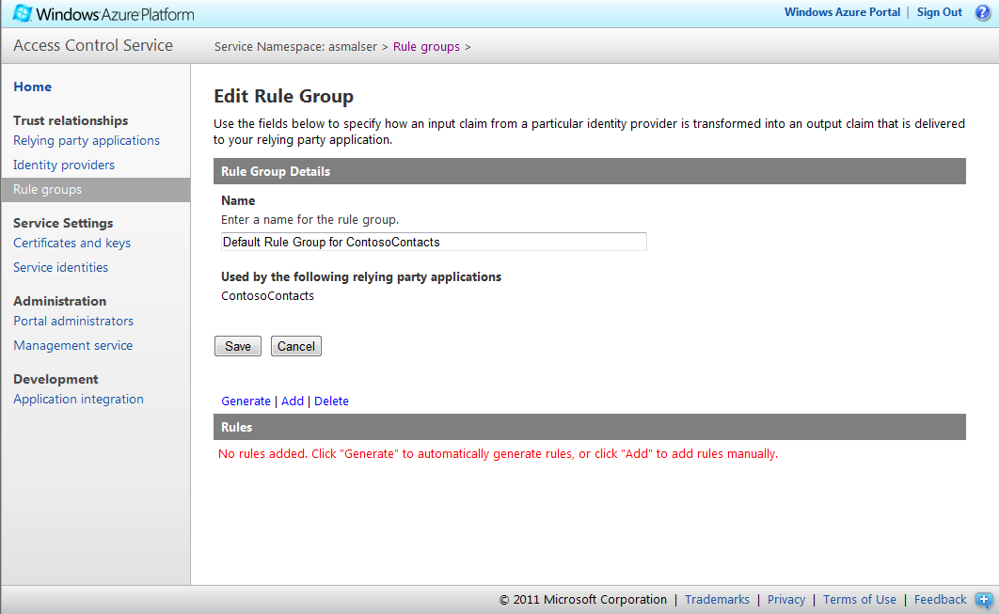 Windows Azure Platform
Windows Azure Portal | Sign Out
Access Control Service
Service Namespace: asmalser > Rule groups >
Home
Trust relationships
Relying party applications
Identity providers
Rule groups
Service Settings
Certificates and keys
Service identities
Administration
Portal administrators
Management service
Development
Application integration
Edit Rule Group
Use the fields below to specify how an input claim from a particular identity provider is transformed into an output claim that is delivered
to your relying party application.
Rule Group Details
Name
Enter a name for the rule group.
Default Rule Group for ContosoContacts
Used by the following relying party applications
ContosoContacts
Save Cancel
Generate | Add | Delete
Rules
No rules added. Click "Generate" to automatically generate rules, or click "Add" to add rules manually.
© 2011 Microsoft Corporation | Trademarks | Privacy | Terms of Use | Feedback